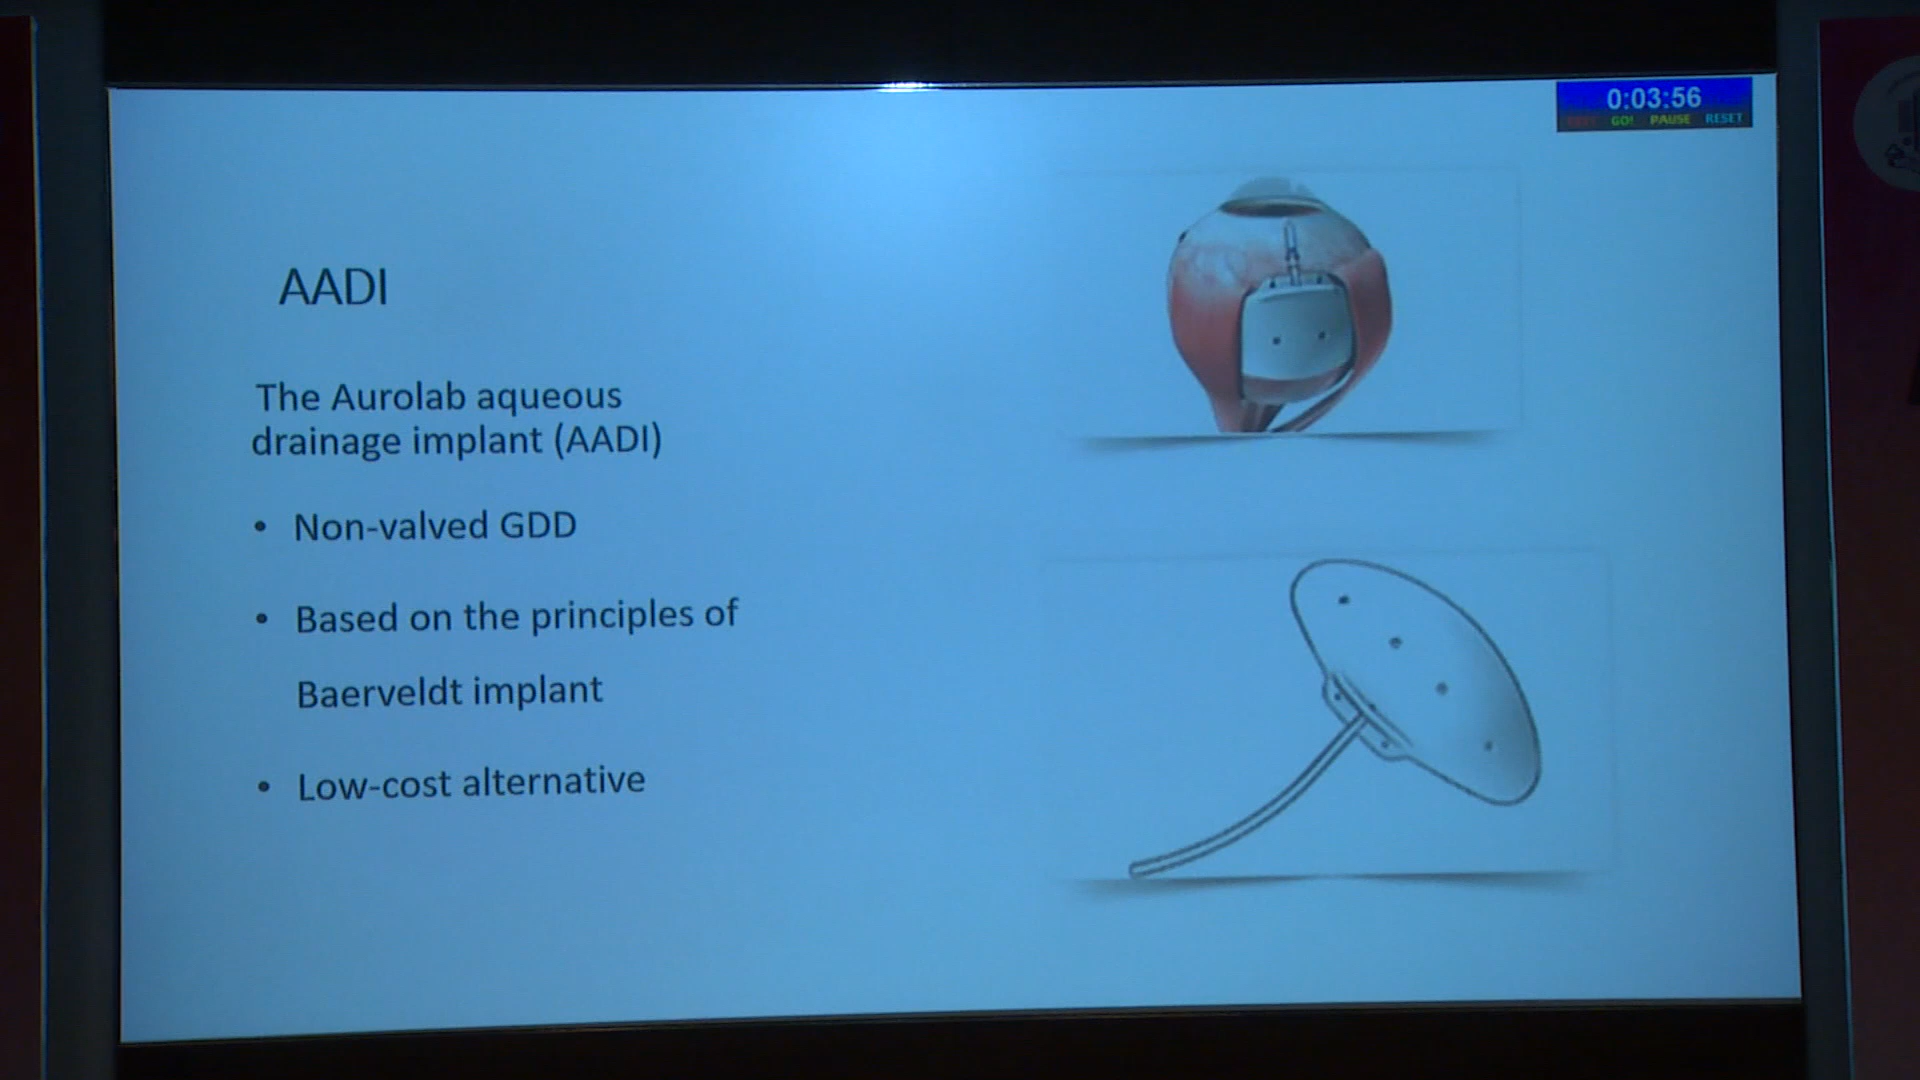 0:03:56
GO! PAUSE RESET
AADI
The Aurolab aqueous
drainage implant (AADI)
• Non-valved GDD
• Based on the principles of
Baerveldt implant
• Low-cost alternative